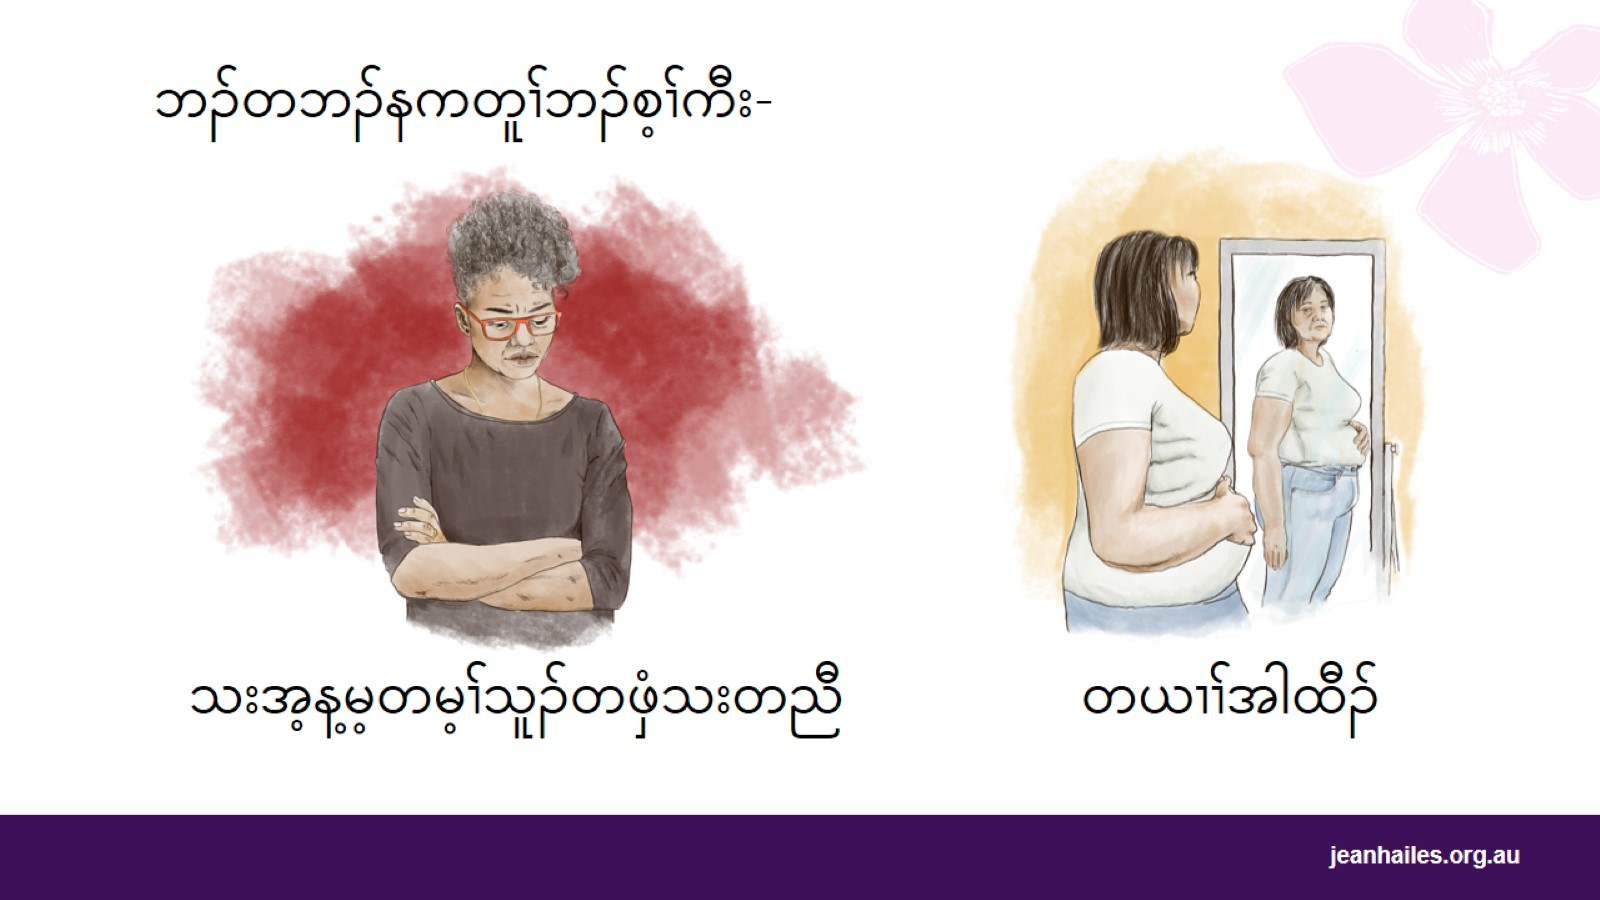 ဘၣ်တဘၣ်နကတူၢ်ဘၣ်စ့ၢ်ကီး-
သးအ့န့မ့တမ့ၢ်သူၣ်တဖှံသးတညီ
တယၢၢ်အါထီၣ်
jeanhailes.org.au